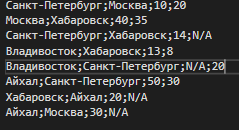 Санкт-Петербург;Москва;10;20
Москва;Хабаровск;40;35
Санкт-Петербург;Хабаровск;14;N/A
Владивосток;Хабаровск;13;8
Владивосток;Санкт-Петербург;N/A;20
Айхал;Санкт-Петербург;50;30
Хабаровск;Айхал;20;N/A
Айхал;Москва;30;N/A